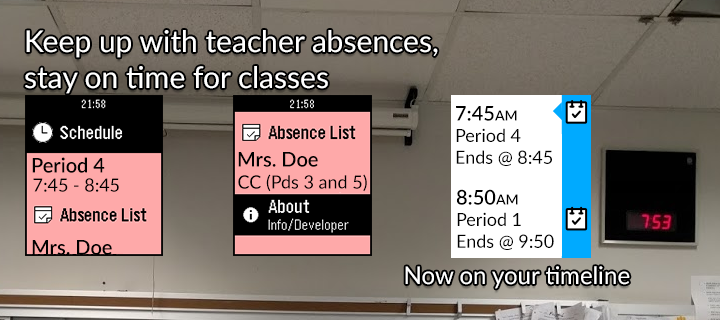 Keep up with teacher absences,
stay on time for classes
21:58
Schedule
Period 4
7:45 - 8:45
Absence List
Mrs. Doe
21:58
Absence List
Mrs. Doe
CC (Pds 3 and 5)
About
Info/Developer
7:45AM
Period 4
Ends @ 8:45
8:50AM
Period 1
Ends @ 9:50
7:53
Now on your timeline